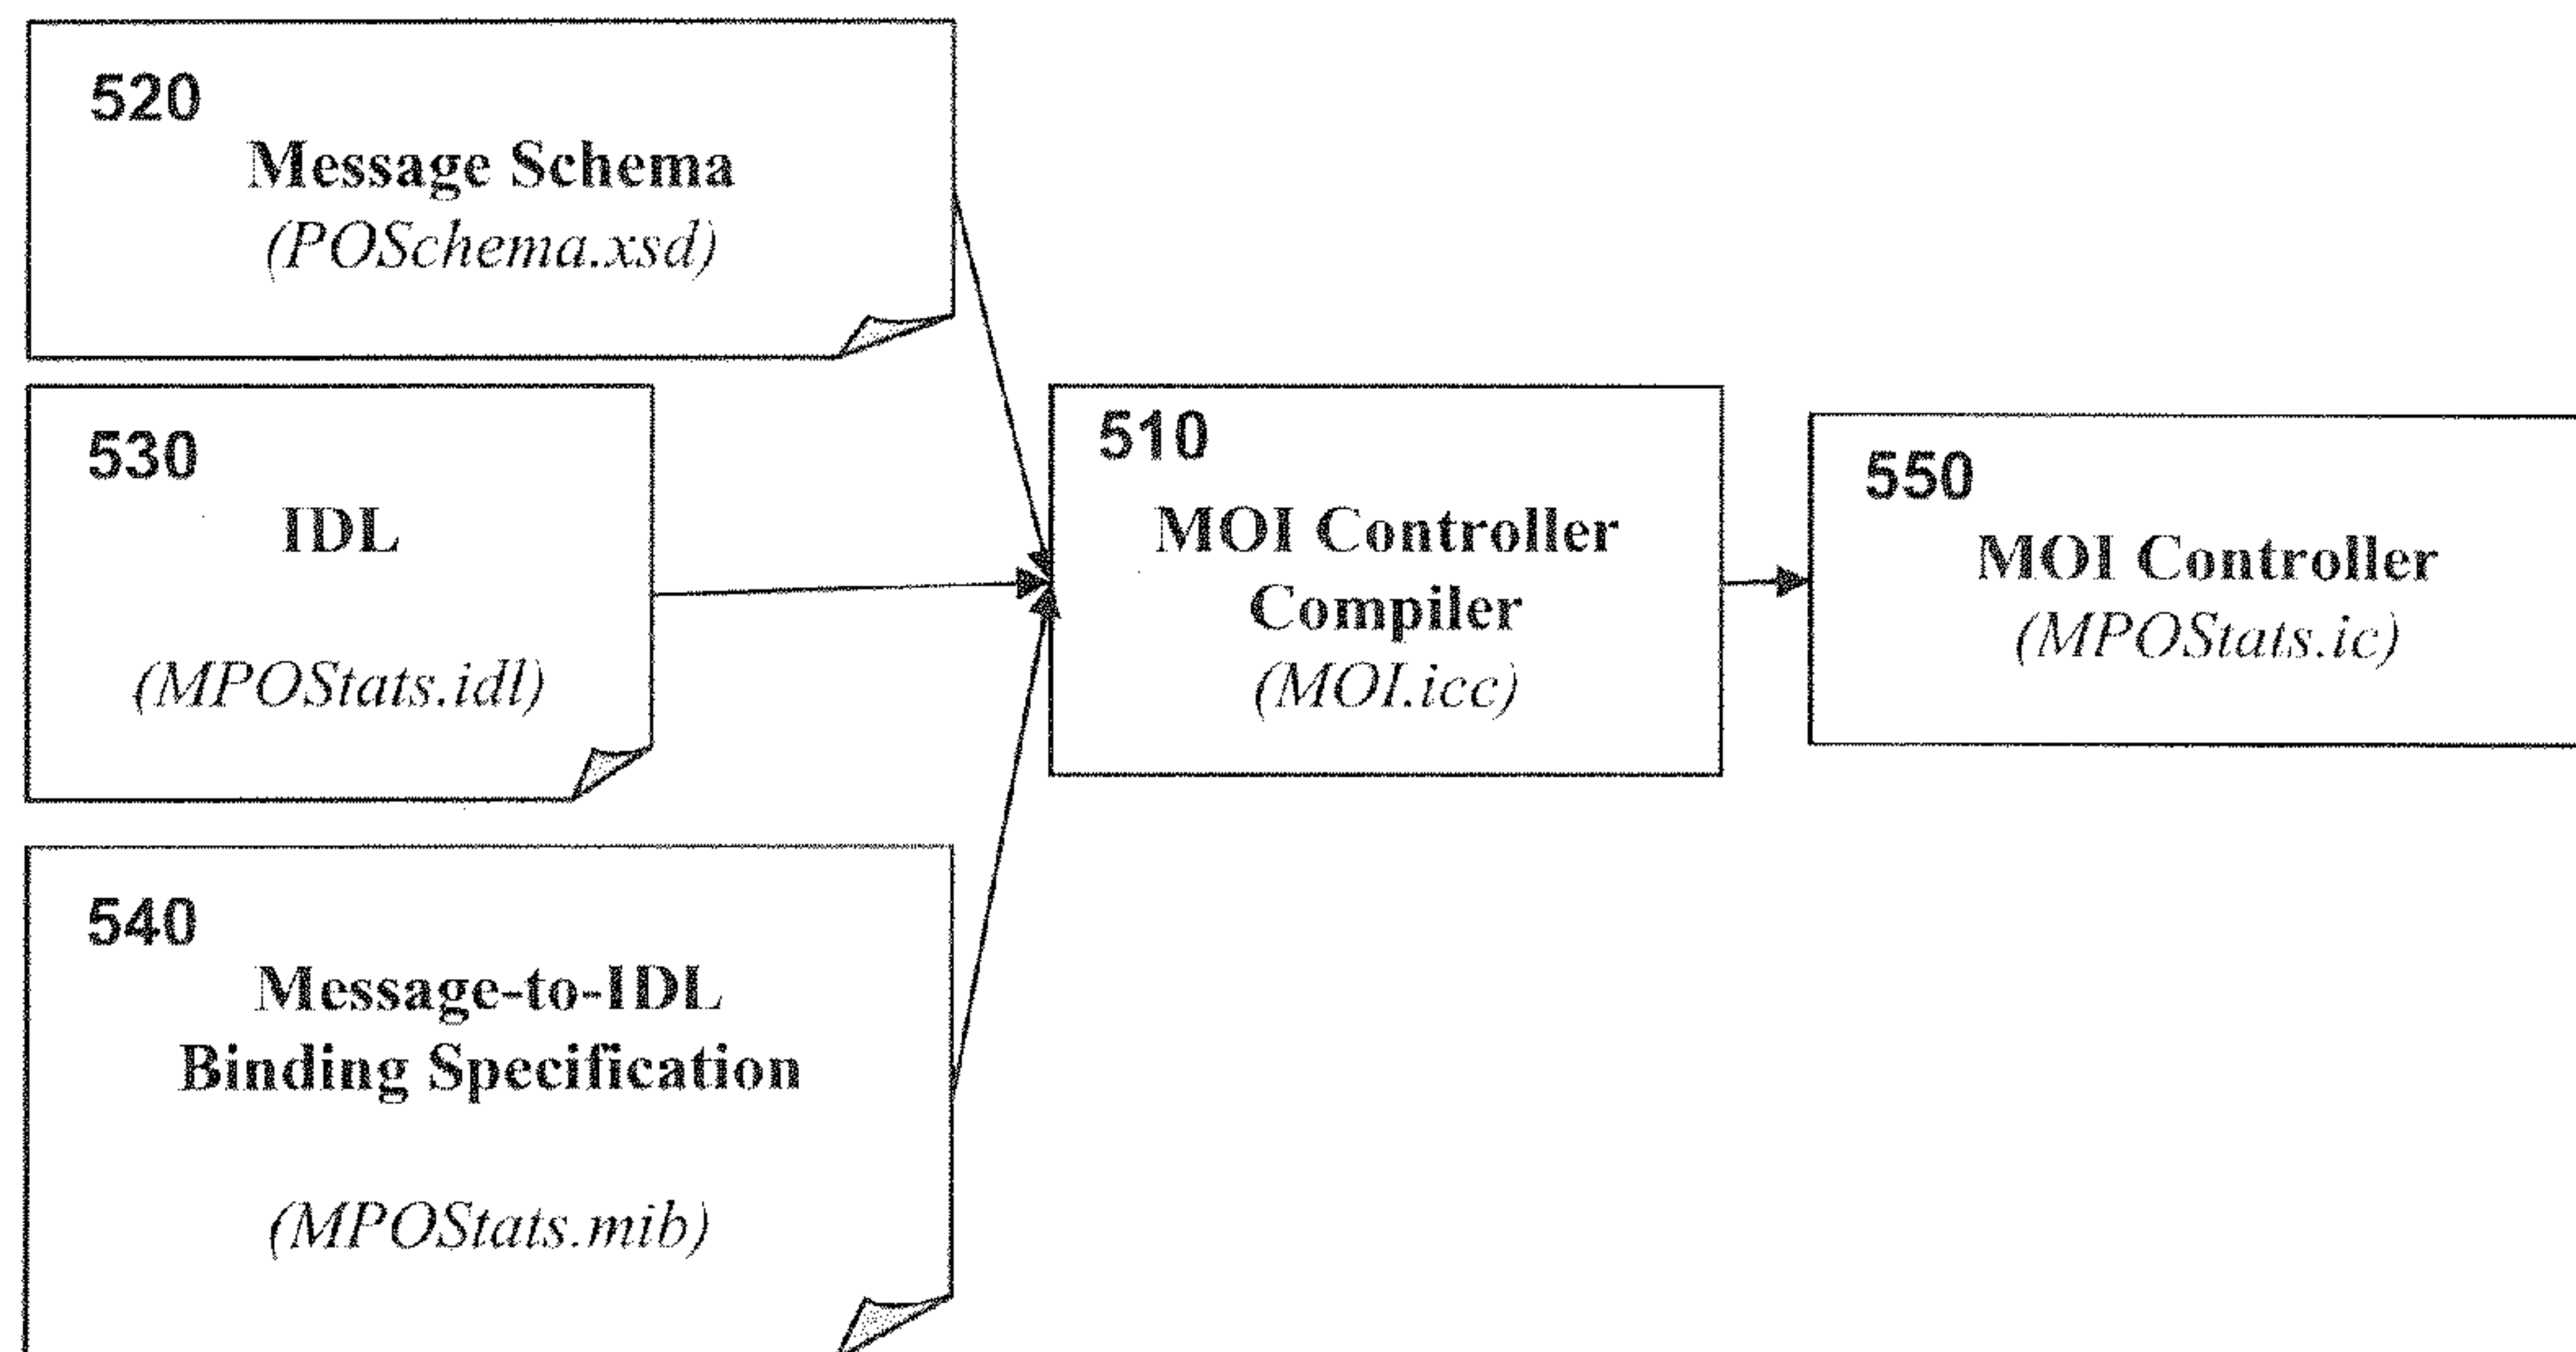 520
Message Schema
(POSchema.xsd)
530
IDL
(MPOStats.idl)
540
Message-to-IDL
Binding Specification
(MPOStats.mib)
510
MOI Controller
Compiler
(MOI.icc)
550
MOI Controller
(MPOStats.ic)